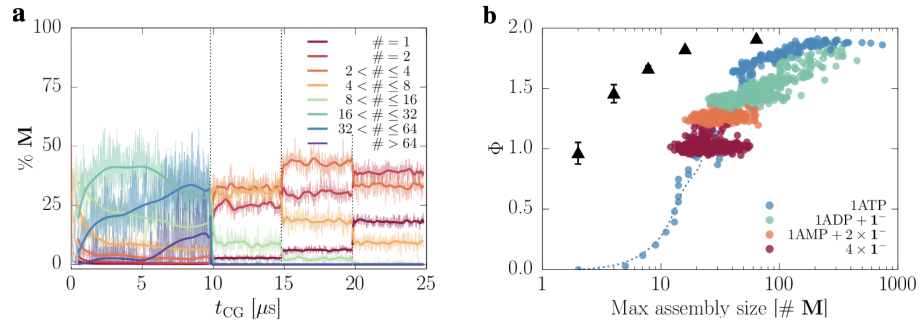 a
100
75
50
25
0
% M
# = 1
# = 2
2 < # ≤ 4
4 < # ≤ 8
8 < # ≤ 16
16 < # ≤ 32
32 < # ≤ 64
# > 64
0 5 10 15 20 25
t_CG [μs]
b
2.0
1.5
1.0
0.5
0.0
Φ
1ATP
1ADP + 1⁻
1AMP + 2 × 1⁻
4 × 1⁻
1 10 100 1000
Max assembly size [# M]